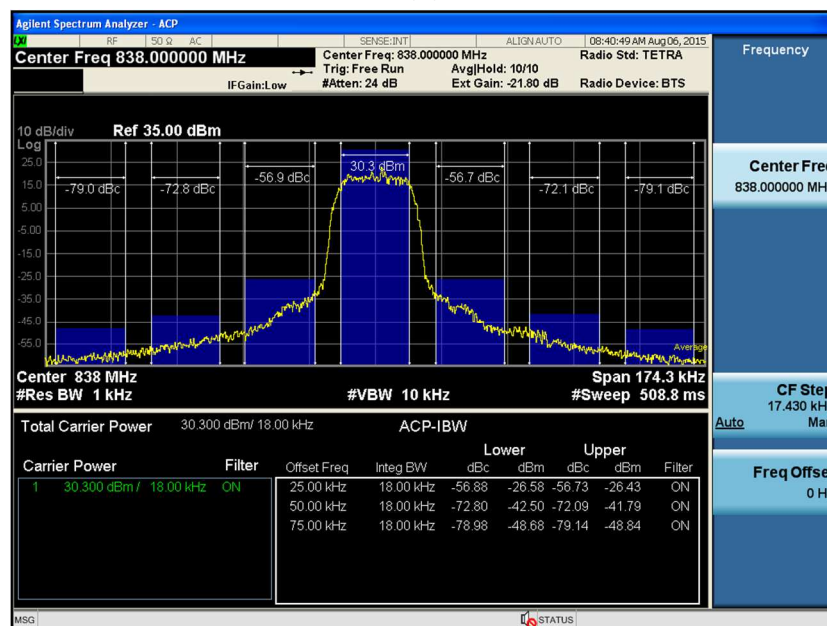 Agilent Spectrum Analyzer - ACP
LXI RF 50 Ω AC SENSE:INT ALIGN AUTO 08:40:49 AM Aug 06, 2015
Center Freq 838.000000 MHz
Center Freq: 838.000000 MHz Radio Std: TETRA
Trig: Free Run Avg|Hold: 10/10
IFGain:Low #Atten: 24 dB Ext Gain: -21.80 dB Radio Device: BTS
Frequency
10 dB/div Ref 35.00 dBm
Log
25.0
15.0
5.00
-5.00
-15.0
-25.0
-35.0
-45.0
-55.0
-79.0 dBc -72.8 dBc -56.9 dBc 30.3 dBm -56.7 dBc -72.1 dBc -79.1 dBc
Average
Center 838 MHz Span 174.3 kHz
#Res BW 1 kHz #VBW 10 kHz #Sweep 508.8 ms
Total Carrier Power 30.300 dBm/ 18.00 kHz ACP-IBW
Lower Upper
Carrier Power Filter Offset Freq Integ BW dBc dBm dBc dBm Filter
1 30.300 dBm / 18.00 kHz ON
25.00 kHz 18.00 kHz -56.88 -26.58 -56.73 -26.43 ON
50.00 kHz 18.00 kHz -72.80 -42.50 -72.09 -41.79 ON
75.00 kHz 18.00 kHz -78.98 -48.68 -79.14 -48.84 ON
Center Fre
838.000000 MH
CF Step
17.430 kH
Auto Ma
Freq Offse
0 H
MSG STATUS